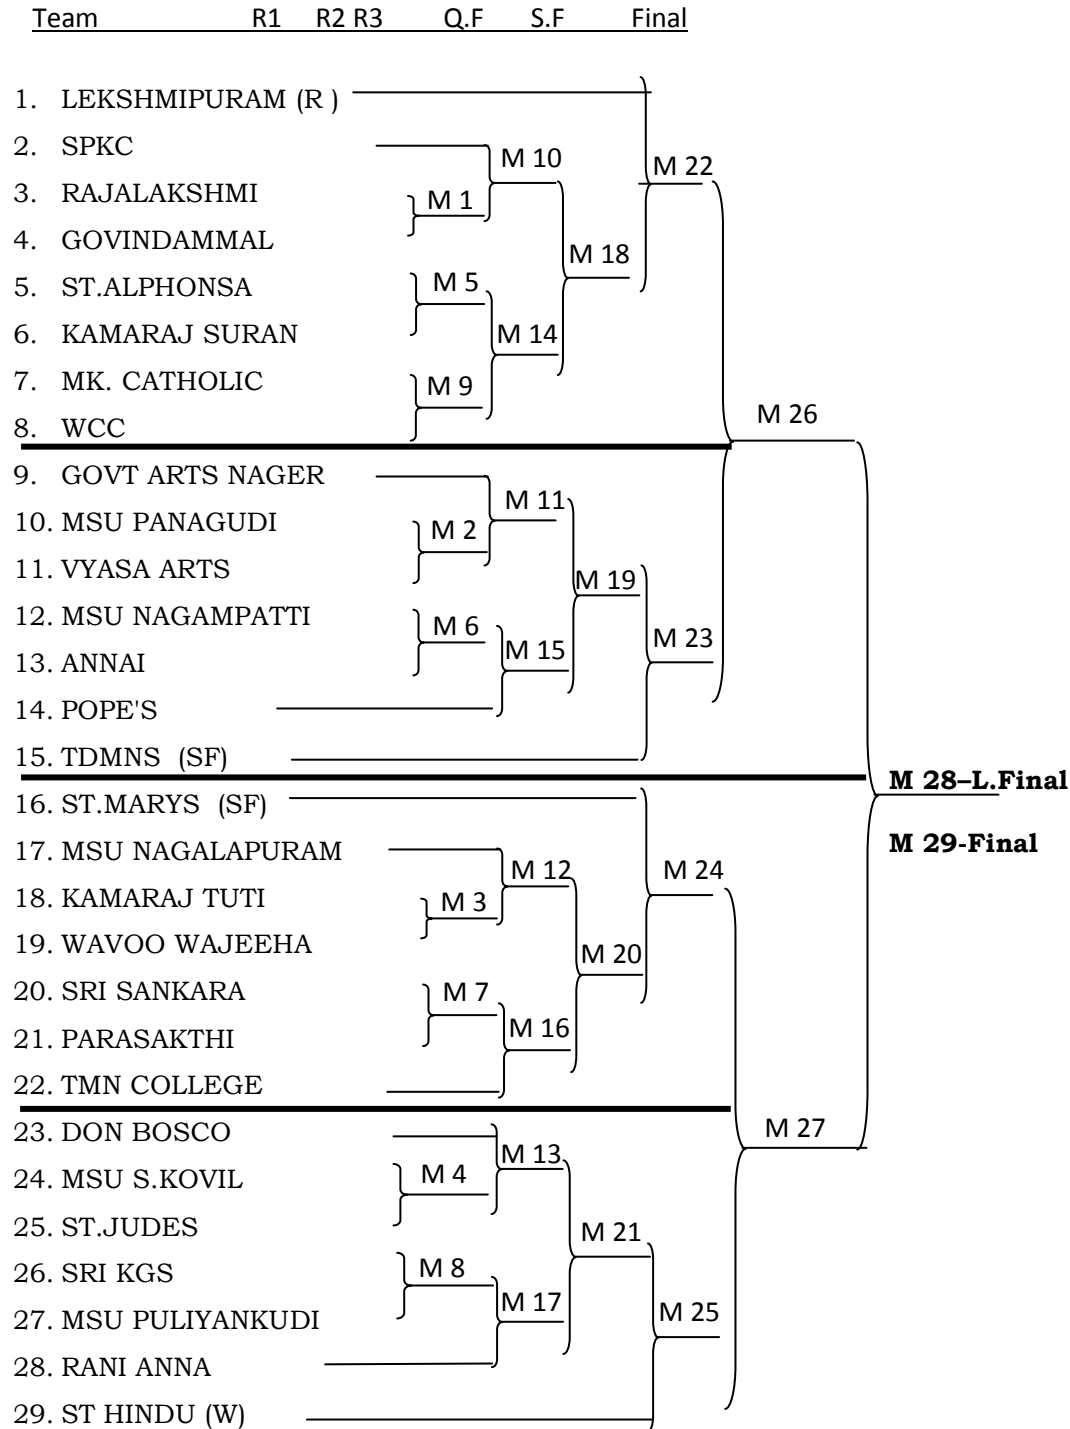 Team R1 R2 R3 Q.F S.F Final
1. LEKSHMIPURAM (R )
2. SPKC
M 10
M 22
3. RAJALAKSHMI
M 1
4. GOVINDAMMAL
M 18
5. ST.ALPHONSA
M 5
6. KAMARAJ SURAN
M 14
7. MK. CATHOLIC
M 9
M 26
8. WCC
9. GOVT ARTS NAGER
M 11
10. MSU PANAGUDI
M 2
11. VYASA ARTS
M 19
12. MSU NAGAMPATTI
M 6
M 23
13. ANNAI
M 15
14. POPE'S
15. TDMNS (SF)
M 28–L.Final
16. ST.MARYS (SF)
M 29-Final
17. MSU NAGALAPURAM
M 12
M 24
18. KAMARAJ TUTI
M 3
19. WAVOO WAJEEHA
M 20
20. SRI SANKARA
M 7
21. PARASAKTHI
M 16
22. TMN COLLEGE
23. DON BOSCO
M 27
M 13
24. MSU S.KOVIL
M 4
25. ST.JUDES
M 21
26. SRI KGS
M 8
27. MSU PULIYANKUDI
M 17
M 25
28. RANI ANNA
29. ST HINDU (W)